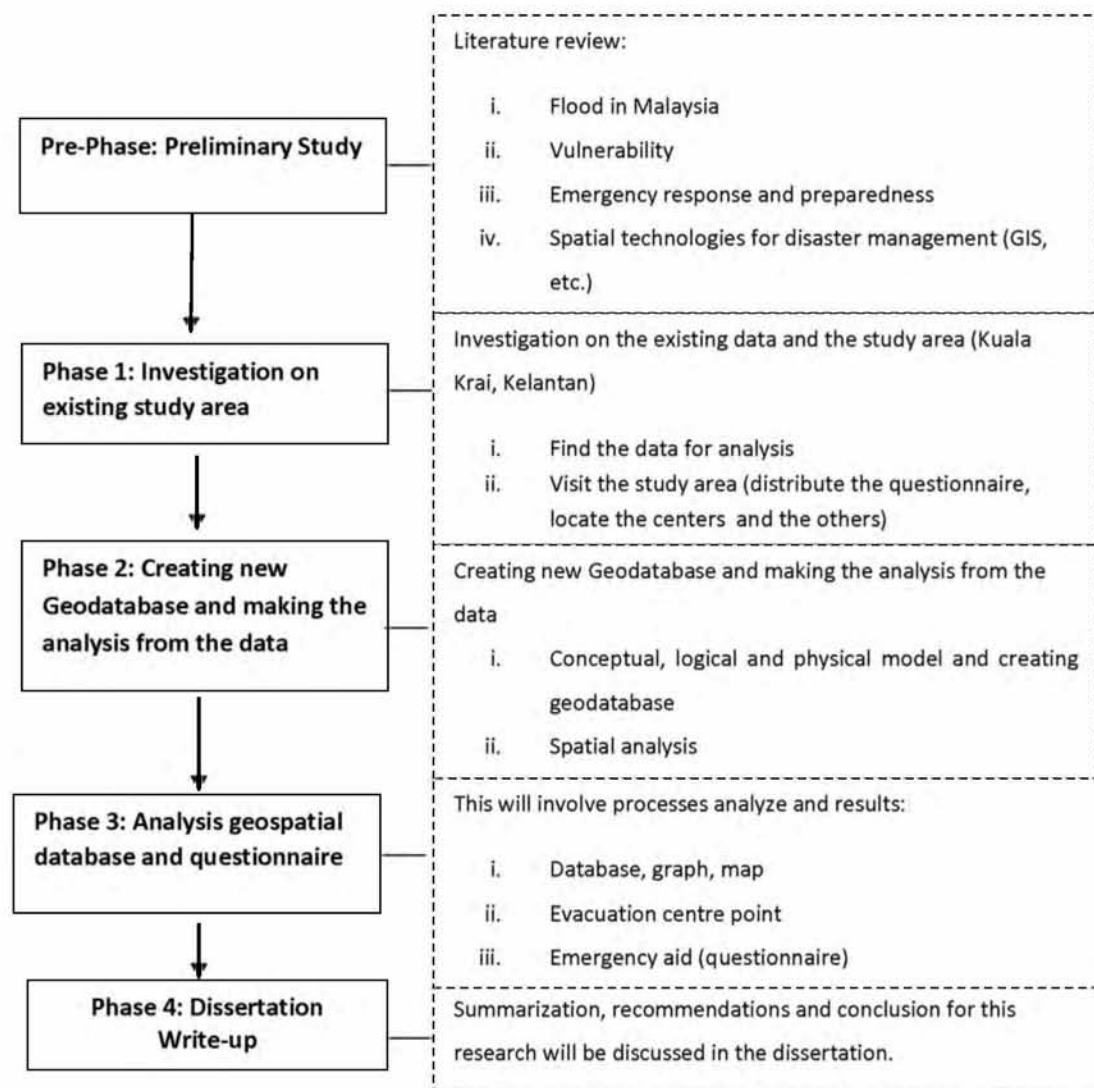 Pre-Phase: Preliminary Study
Literature review:
i. Flood in Malaysia
ii. Vulnerability
iii. Emergency response and preparedness
iv. Spatial technologies for disaster management (GIS,
etc.)
Phase 1: Investigation on
existing study area
Investigation on the existing data and the study area (Kuala
Krai, Kelantan)
i. Find the data for analysis
ii. Visit the study area (distribute the questionnaire,
locate the centers and the others)
Phase 2: Creating new
Geodatabase and making the
analysis from the data
Creating new Geodatabase and making the analysis from the
data
i. Conceptual, logical and physical model and creating
geodatabase
ii. Spatial analysis
Phase 3: Analysis geospatial
database and questionnaire
This will involve processes analyze and results:
i. Database, graph, map
ii. Evacuation centre point
iii. Emergency aid (questionnaire)
Phase 4: Dissertation
Write-up
Summarization, recommendations and conclusion for this
research will be discussed in the dissertation.